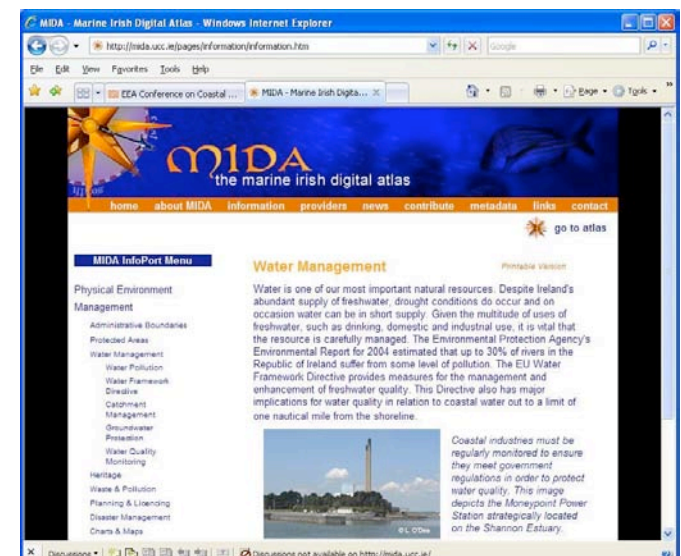 MIDA - Marine Irish Digital Atlas - Windows Internet Explorer
http://mida.ucc.ie/pages/information/information.htm
Google
File Edit View Favorites Tools Help
EEA Conference on Coastal ...
MIDA - Marine Irish Digita...
Page
Tools
MIDA
the marine irish digital atlas
home about MIDA information providers news contribute metadata links contact
go to atlas
MIDA InfoPort Menu
Physical Environment
Management
Administrative Boundaries
Protected Areas
Water Management
Water Pollution
Water Framework
Directive
Catchment
Management
Groundwater
Protection
Water Quality
Monitoring
Heritage
Waste & Pollution
Planning & Licencing
Disaster Management
Charts & Maps
Water Management
Printable Version
Water is one of our most important natural resources. Despite Ireland's
abundant supply of freshwater, drought conditions do occur and on
occasion water can be in short supply. Given the multitude of uses of
freshwater, such as drinking, domestic and industrial use, it is vital that
the resource is carefully managed. The Environmental Protection Agency's
Environmental Report for 2004 estimated that up to 30% of rivers in the
Republic of Ireland suffer from some level of pollution. The EU Water
Framework Directive provides measures for the management and
enhancement of freshwater quality. This Directive also has major
implications for water quality in relation to coastal water out to a limit of
one nautical mile from the shoreline.
© L O'Dea
Coastal industries must be
regularly monitored to ensure
they meet government
regulations in order to protect
water quality. This image
depicts the Moneypoint Power
Station strategically located
on the Shannon Estuary.
Discussions
Discussions not available on http://mida.ucc.ie/